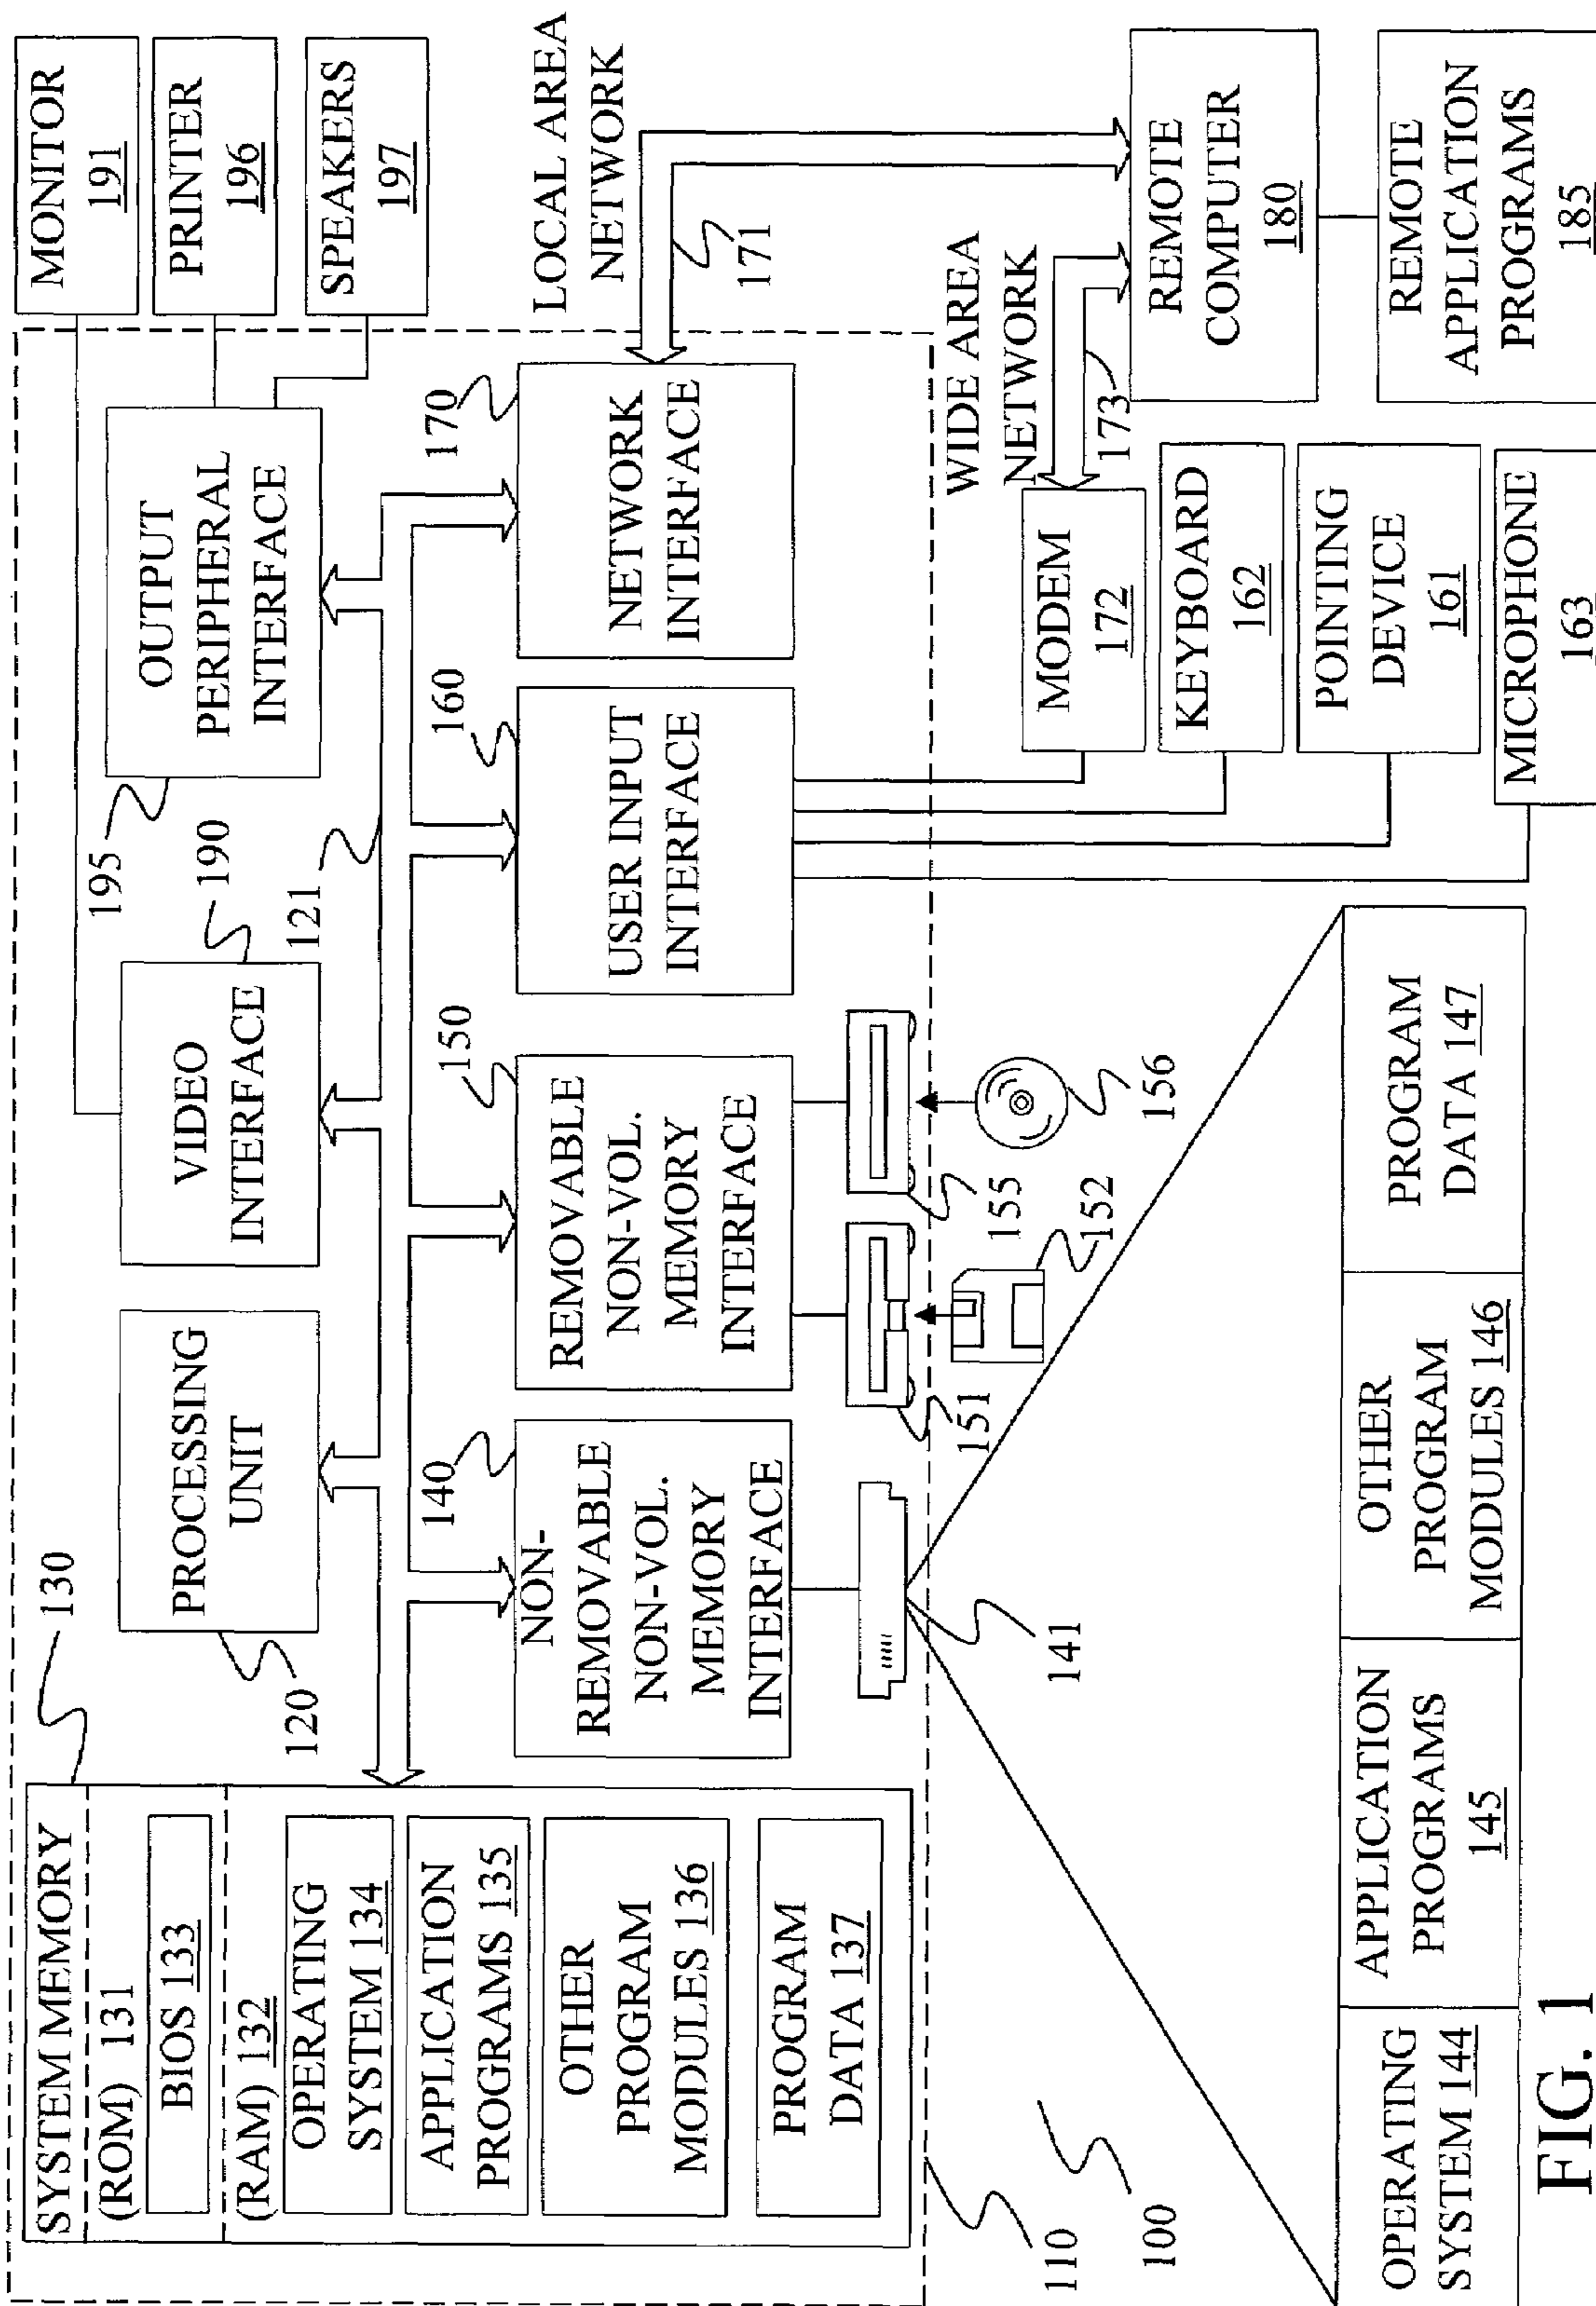 SYSTEM MEMORY
(ROM) 131
BIOS 133
(RAM) 132
OPERATING
SYSTEM 134
APPLICATION
PROGRAMS 135
OTHER
PROGRAM
MODULES 136
PROGRAM
DATA 137
130
PROCESSING
UNIT
120
VIDEO
INTERFACE
190
121
OUTPUT
PERIPHERAL
INTERFACE
195
MONITOR
191
PRINTER
196
SPEAKERS
197
140
NON-
REMOVABLE
NON-VOL.
MEMORY
INTERFACE
150
REMOVABLE
NON-VOL.
MEMORY
INTERFACE
160
USER INPUT
INTERFACE
170
NETWORK
INTERFACE
LOCAL AREA
NETWORK
171
WIDE AREA
NETWORK
173
141
151
152
155
156
MODEM
172
KEYBOARD
162
POINTING
DEVICE
161
MICROPHONE
163
REMOTE
COMPUTER
180
REMOTE
APPLICATION
PROGRAMS
185
110
100
OPERATING
SYSTEM 144
APPLICATION
PROGRAMS
145
OTHER
PROGRAM
MODULES 146
PROGRAM
DATA 147
FIG. 1